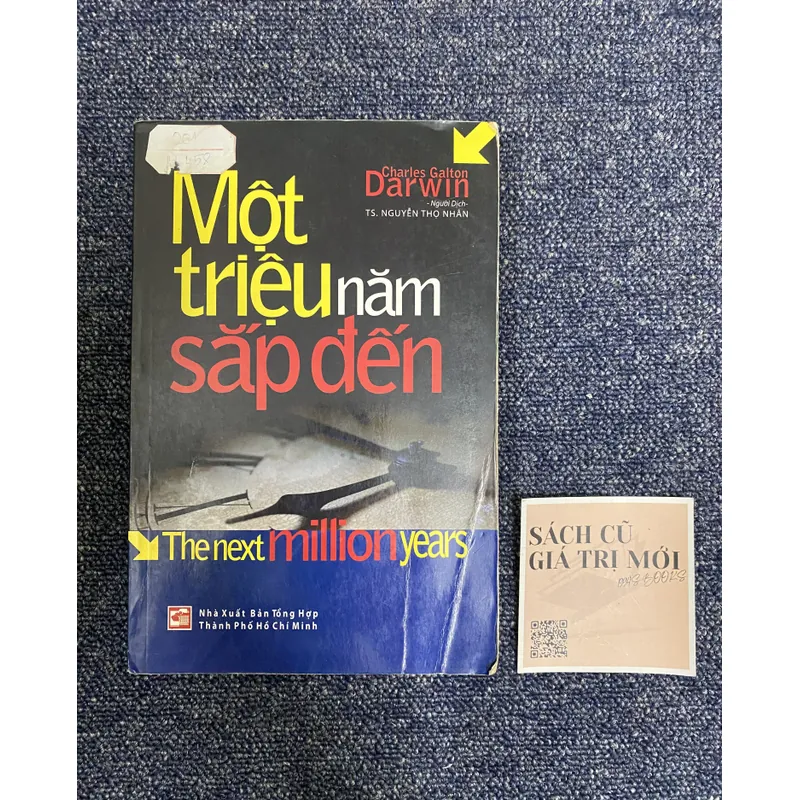 Charles Galton
Darwin
-Người Dịch-
TS. NGUYỄN THỌ NHÂN
Một
triệu năm
sắp đến
The next million years
Nhà Xuất Bản Tổng Hợp
Thành Phố Hồ Chí Minh
SÁCH CŨ
GIÁ TRỊ MỚI